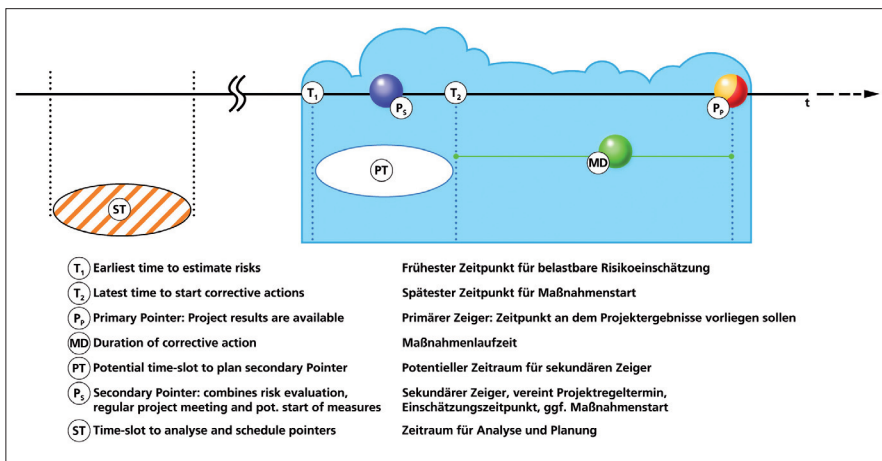 T1
PS
T2
PP
t
PT
MD
ST
T1 Earliest time to estimate risks Frühester Zeitpunkt für belastbare Risikoeinschätzung
T2 Latest time to start corrective actions Spätester Zeitpunkt für Maßnahmenstart
PP Primary Pointer: Project results are available Primärer Zeiger: Zeitpunkt an dem Projektergebnisse vorliegen sollen
MD Duration of corrective action Maßnahmenlaufzeit
PT Potential time-slot to plan secondary Pointer Potentieller Zeitraum für sekundären Zeiger
PS Secondary Pointer: combines risk evaluation, Sekundärer Zeiger, vereint Projektregeltermin,
regular project meeting and pot. start of measures Einschätzungszeitpunkt, ggf. Maßnahmenstart
ST Time-slot to analyse and schedule pointers Zeitraum für Analyse und Planung